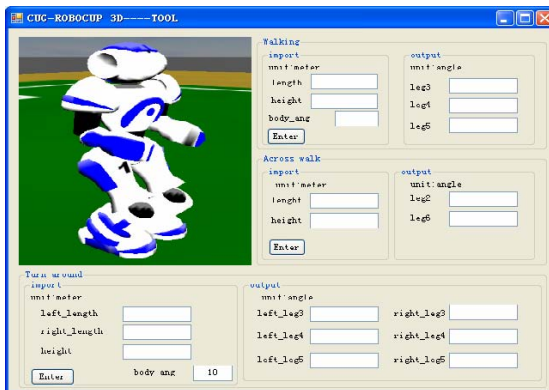 CUG-ROBOCUP 3D----TOOL
Walking
import
output
unit:meter
unit:angle
length
leg3
height
leg4
body_ang
leg5
Enter
Across walk
import
output
unit:meter
unit:angle
lenght
leg2
height
leg6
Enter
1
Turn around
import
output
unit:meter
unit:angle
left_length
left_leg3
right_leg3
right_length
left_leg4
right_leg4
height
left_leg5
right_leg5
Enter
body ang
10